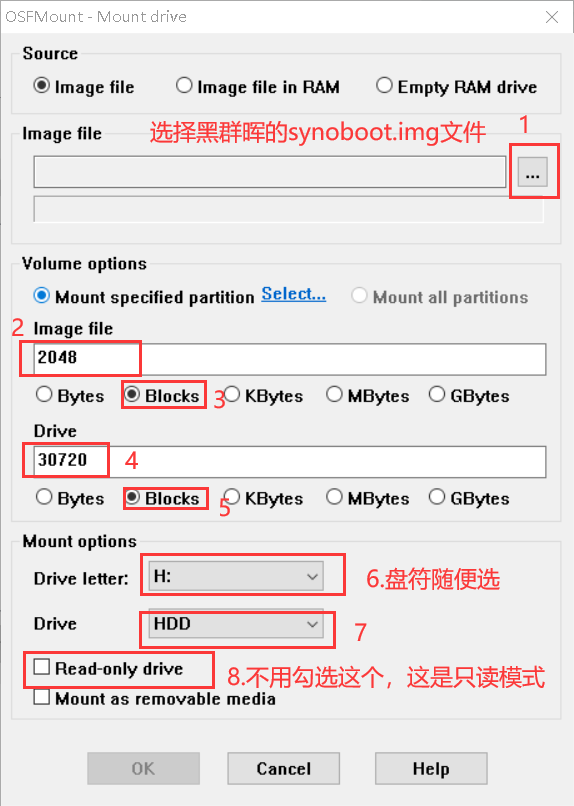 OSFMount - Mount drive
Source
Image file
Image file in RAM
Empty RAM drive
选择黑群晖的synoboot.img文件
1
Image file
...
Volume options
Mount specified partition Select...
Mount all partitions
2
Image file
2048
Bytes
Blocks
3
KBytes
MBytes
GBytes
Drive
30720
4
Bytes
Blocks
5
KBytes
MBytes
GBytes
Mount options
Drive letter:
H:
6.盘符随便选
Drive
HDD
7
Read-only drive
8.不用勾选这个，这是只读模式
Mount as removable media
OK
Cancel
Help